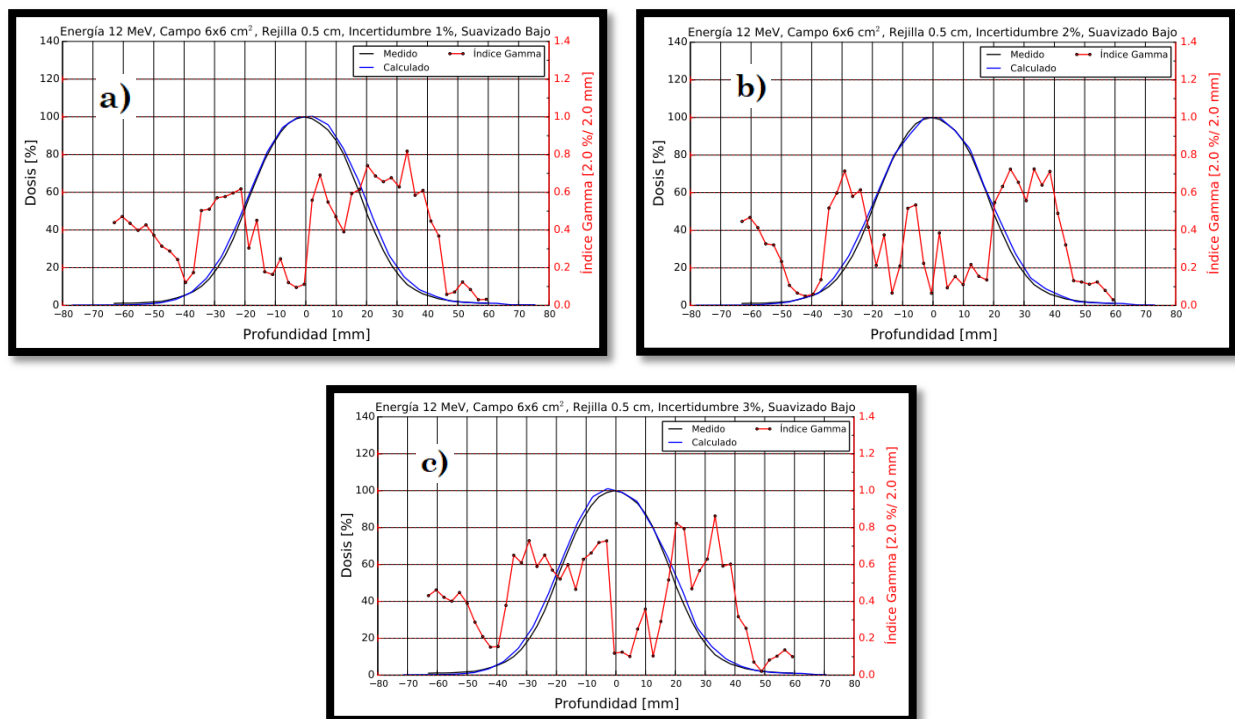 Energía 12 MeV, Campo 6x6 cm², Rejilla 0.5 cm, Incertidumbre 1%, Suavizado Bajo
a)
Medido
Calculado
Índice Gamma
Dosis [%]
140
120
100
80
60
40
20
0
−80 −70 −60 −50 −40 −30 −20 −10 0 10 20 30 40 50 60 70 80
Profundidad [mm]
1.4
1.2
1.0
0.8
0.6
0.4
0.2
0.0
Índice Gamma [2.0 %/ 2.0 mm]
Energía 12 MeV, Campo 6x6 cm², Rejilla 0.5 cm, Incertidumbre 2%, Suavizado Bajo
b)
Medido
Calculado
Índice Gamma
Dosis [%]
140
120
100
80
60
40
20
0
−80 −70 −60 −50 −40 −30 −20 −10 0 10 20 30 40 50 60 70 80
Profundidad [mm]
1.4
1.2
1.0
0.8
0.6
0.4
0.2
0.0
Índice Gamma [2.0 %/ 2.0 mm]
Energía 12 MeV, Campo 6x6 cm², Rejilla 0.5 cm, Incertidumbre 3%, Suavizado Bajo
c)
Medido
Calculado
Índice Gamma
Dosis [%]
140
120
100
80
60
40
20
0
−80 −70 −60 −50 −40 −30 −20 −10 0 10 20 30 40 50 60 70 80
Profundidad [mm]
1.4
1.2
1.0
0.8
0.6
0.4
0.2
0.0
Índice Gamma [2.0 %/ 2.0 mm]